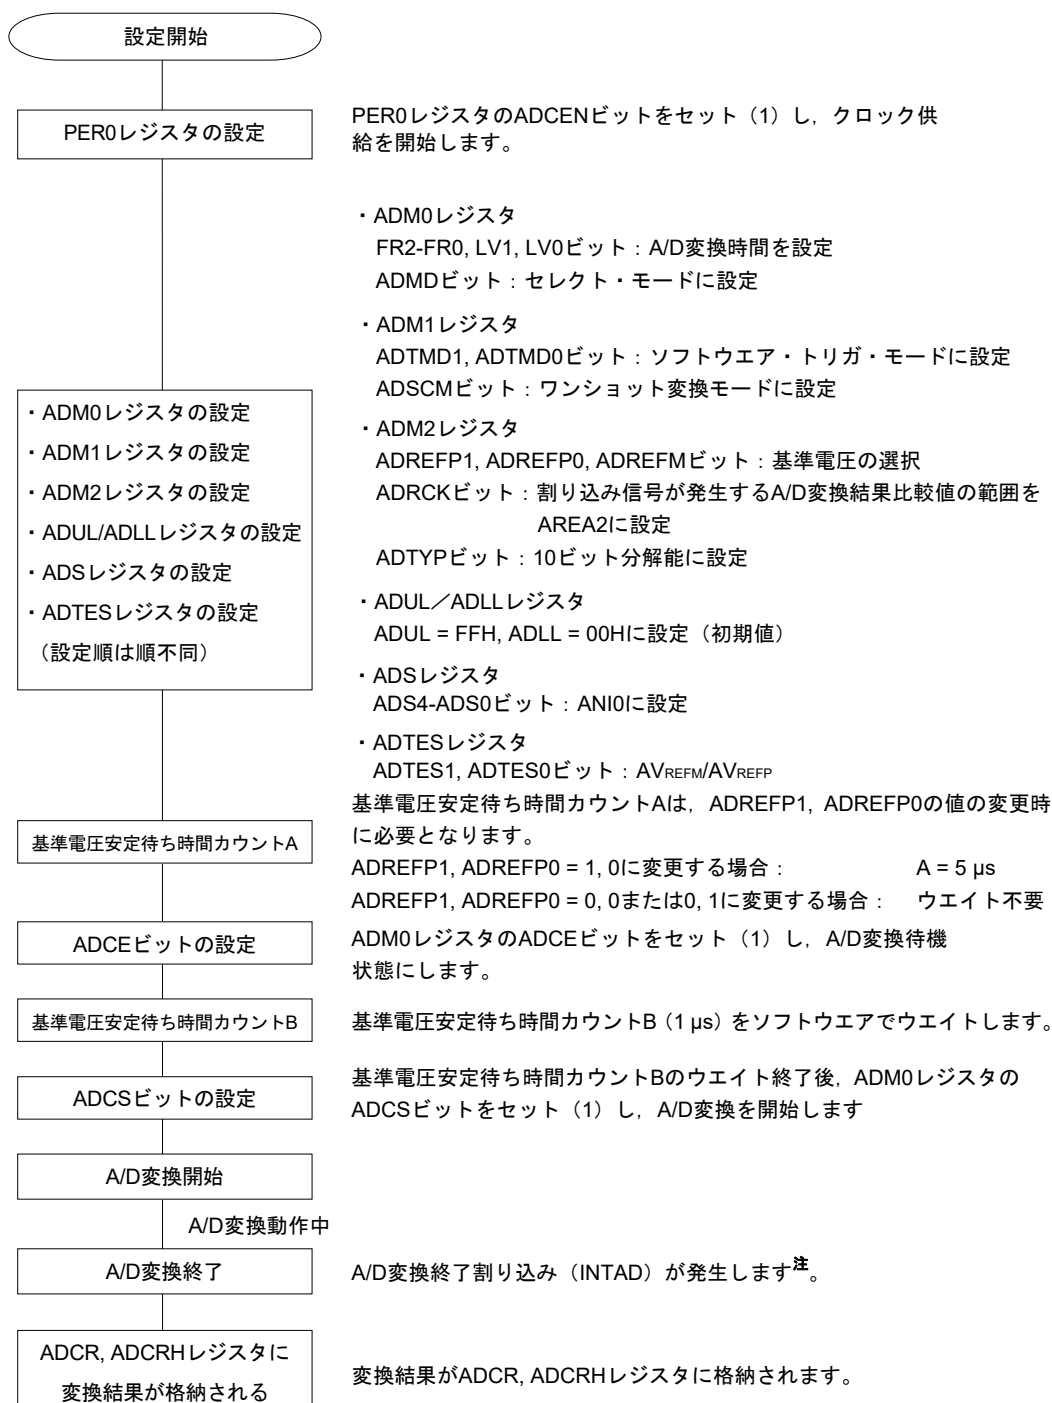 設定開始
PER0レジスタの設定
PER0レジスタのADCENビットをセット（1）し，クロック供
給を開始します。
・ADM0レジスタの設定
・ADM1レジスタの設定
・ADM2レジスタの設定
・ADUL/ADLLレジスタの設定
・ADSレジスタの設定
・ADTESレジスタの設定
（設定順は順不同）
・ADM0レジスタ
FR2-FR0, LV1, LV0ビット：A/D変換時間を設定
ADMDビット：セレクト・モードに設定
・ADM1レジスタ
ADTMD1, ADTMD0ビット：ソフトウエア・トリガ・モードに設定
ADSCMビット：ワンショット変換モードに設定
・ADM2レジスタ
ADREFP1, ADREFP0, ADREFMビット：基準電圧の選択
ADRCKビット：割り込み信号が発生するA/D変換結果比較値の範囲を
AREA2に設定
ADTYPビット：10ビット分解能に設定
・ADUL／ADLLレジスタ
ADUL = FFH, ADLL = 00Hに設定（初期値）
・ADSレジスタ
ADS4-ADS0ビット：ANI0に設定
・ADTESレジスタ
ADTES1, ADTES0ビット：AVREFM/AVREFP
基準電圧安定待ち時間カウントA
基準電圧安定待ち時間カウントAは，ADREFP1, ADREFP0の値の変更時
に必要となります。
ADREFP1, ADREFP0 = 1, 0に変更する場合： A = 5 µs
ADREFP1, ADREFP0 = 0, 0または0, 1に変更する場合： ウエイト不要
ADCEビットの設定
ADM0レジスタのADCEビットをセット（1）し，A/D変換待機
状態にします。
基準電圧安定待ち時間カウントB
基準電圧安定待ち時間カウントB（1 µs）をソフトウエアでウエイトします。
ADCSビットの設定
基準電圧安定待ち時間カウントBのウエイト終了後，ADM0レジスタの
ADCSビットをセット（1）し，A/D変換を開始します
A/D変換開始
A/D変換動作中
A/D変換終了
A/D変換終了割り込み（INTAD）が発生します注。
ADCR, ADCRHレジスタに
変換結果が格納される
変換結果がADCR, ADCRHレジスタに格納されます。